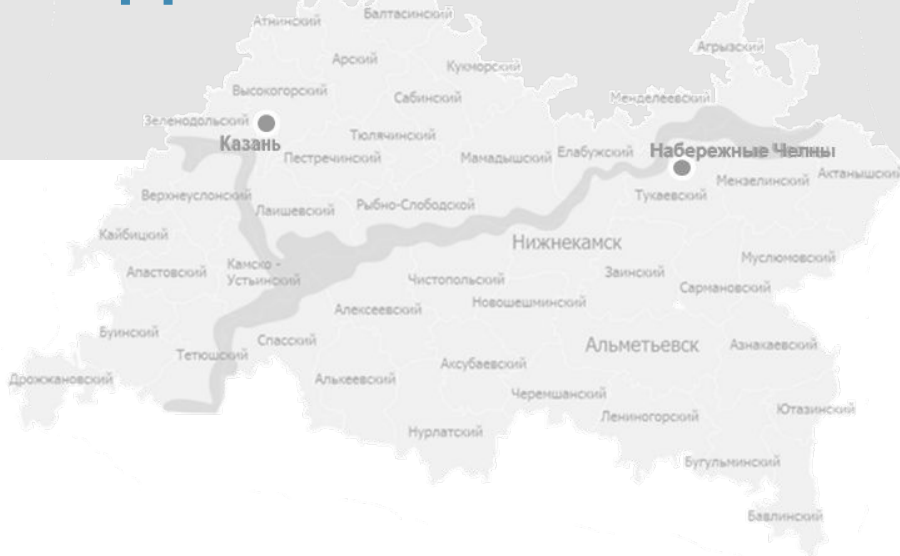 Балтасинский
Атнинский
Агрызский
Арский
Кукморский
Высокогорский
Сабинский
Менделеевский
Зеленодольский
Тюлячинский
Казань
Набережные Челны
Елабужский
Пестречинский
Мамадышский
Актанышский
Мензелинский
Верхнеуслонский
Тукаевский
Рыбно-Слободской
Лаишевский
Кайбицкий
Нижнекамск
Муслюмовский
Камско -
Устьинский
Апастовский
Заинский
Чистопольский
Сармановский
Новошешминский
Алексеевский
Буинский
Спасский
Альметьевск
Азнакаевский
Тетюшский
Аксубаевский
Дрожжановский
Алькеевский
Черемшанский
Ютазинский
Лениногорский
Нурлатский
Бугульминский
Бавлинский